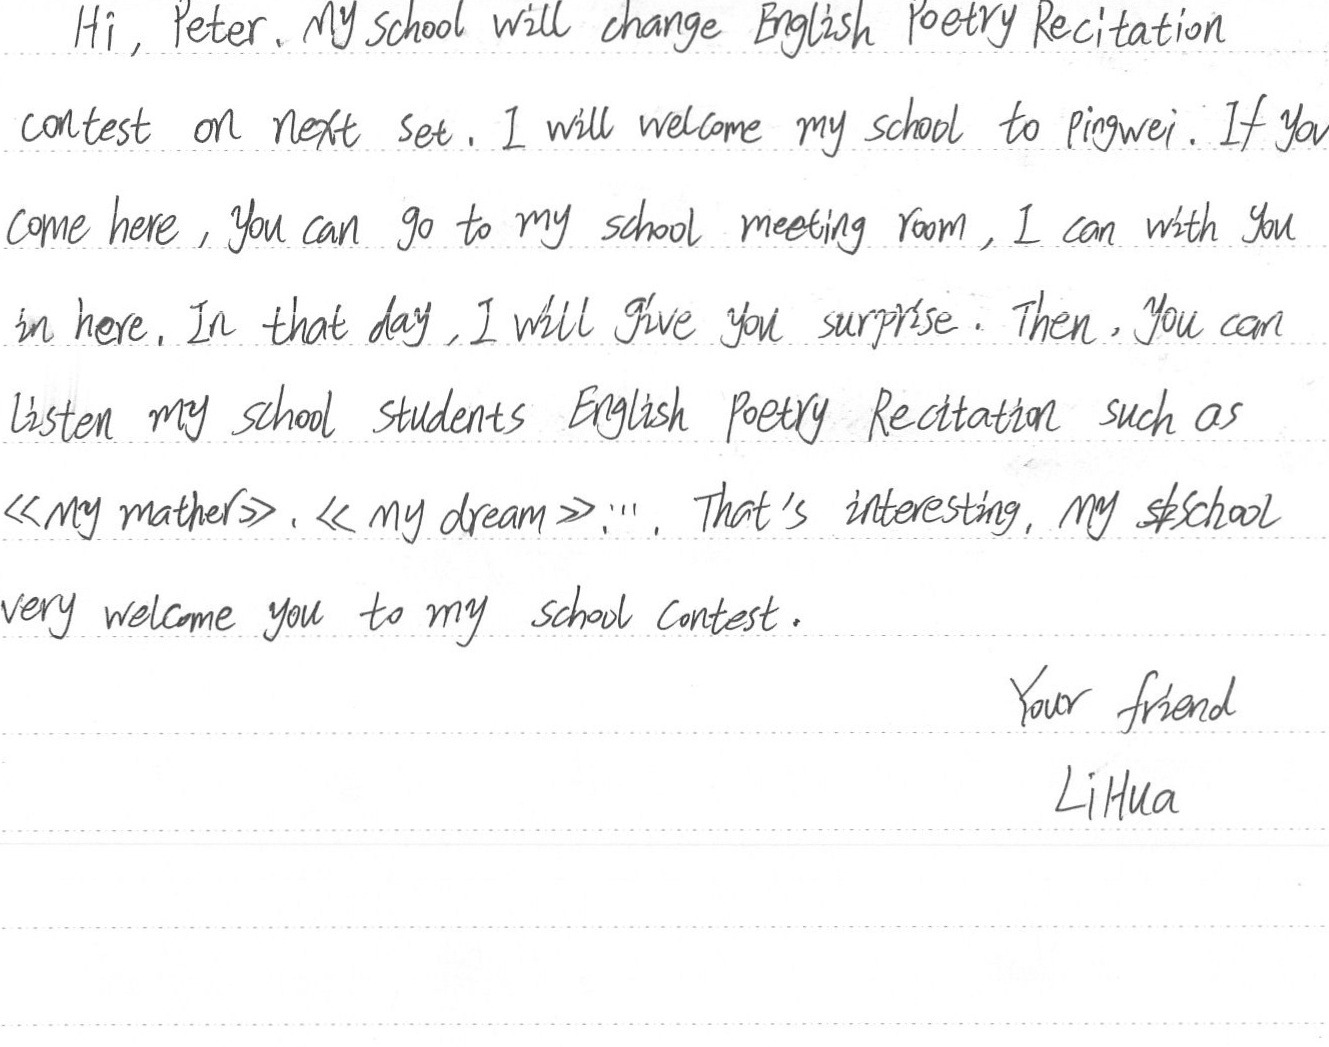 Hi, Peter. My school will change English Poetry Recitation
contest on next set. I will welcome my school to pingwei. If you
come here, you can go to my school meeting room, I can with you
in here. In that day, I will give you surprise. Then, you can
listen my school students English Poetry Recitation such as
《My mather》.《my dream》...... That's interesting, My school
very welcome you to my school contest.
Your friend
LiHua